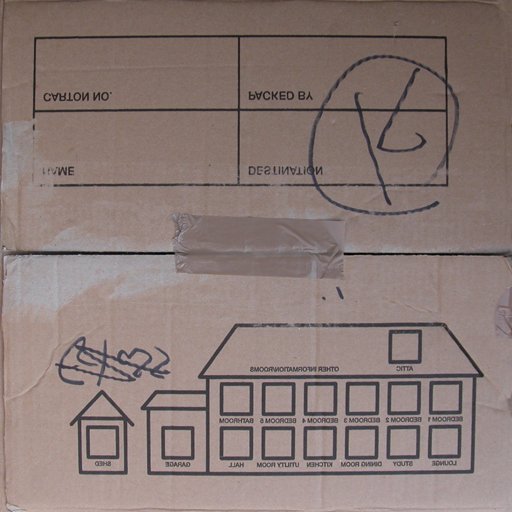 CARTON NO. PACKED BY
NAME DESTINATION
OTHER INFORMATION/ROOMS ATTIC
BATHROOM BEDROOM 5 BEDROOM 4 BEDROOM 3 BEDROOM 2 BEDROOM 1
SHED GARAGE HALL UTILITY ROOM KITCHEN DINING ROOM STUDY LOUNGE